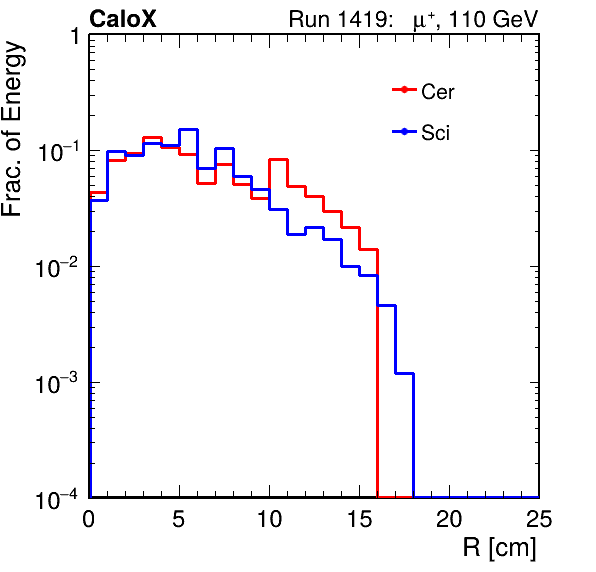 CaloX Run 1419: μ⁺, 110 GeV
Frac. of Energy
1
10⁻¹
10⁻²
10⁻³
10⁻⁴
Cer
Sci
0 5 10 15 20 25
R [cm]